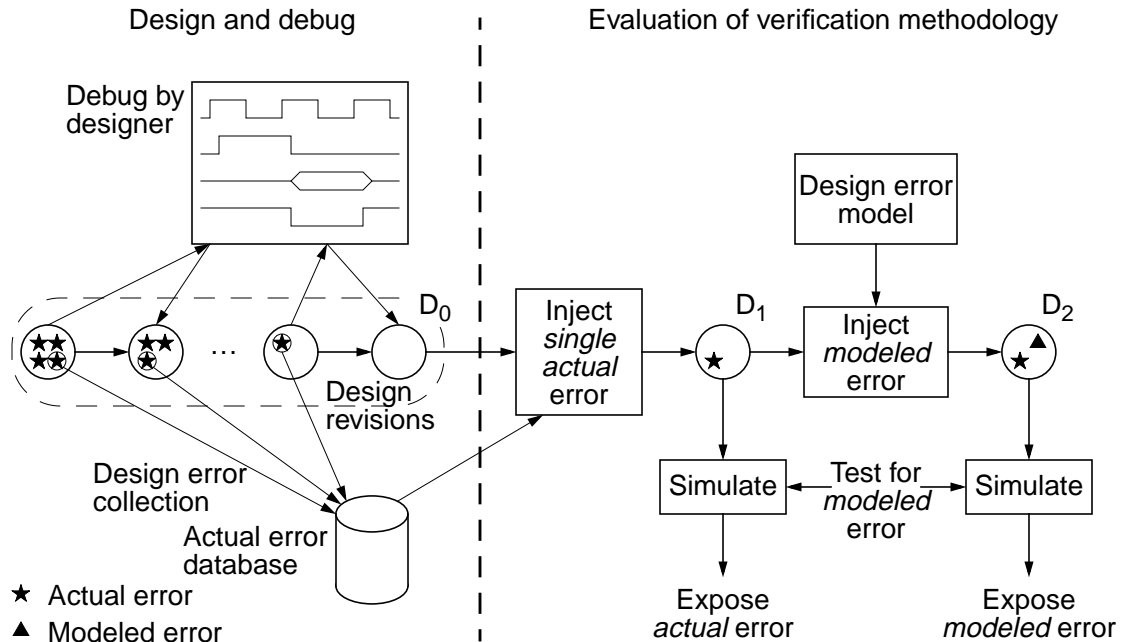 Design and debug
Evaluation of verification methodology
Debug by
designer
Design error
model
D0
D1
D2
Inject
single
actual
error
Inject
modeled
error
...
Design
revisions
Design error
collection
Simulate
Test for
modeled
error
Simulate
Actual error
database
Expose
actual error
Expose
modeled error
Actual error
Modeled error